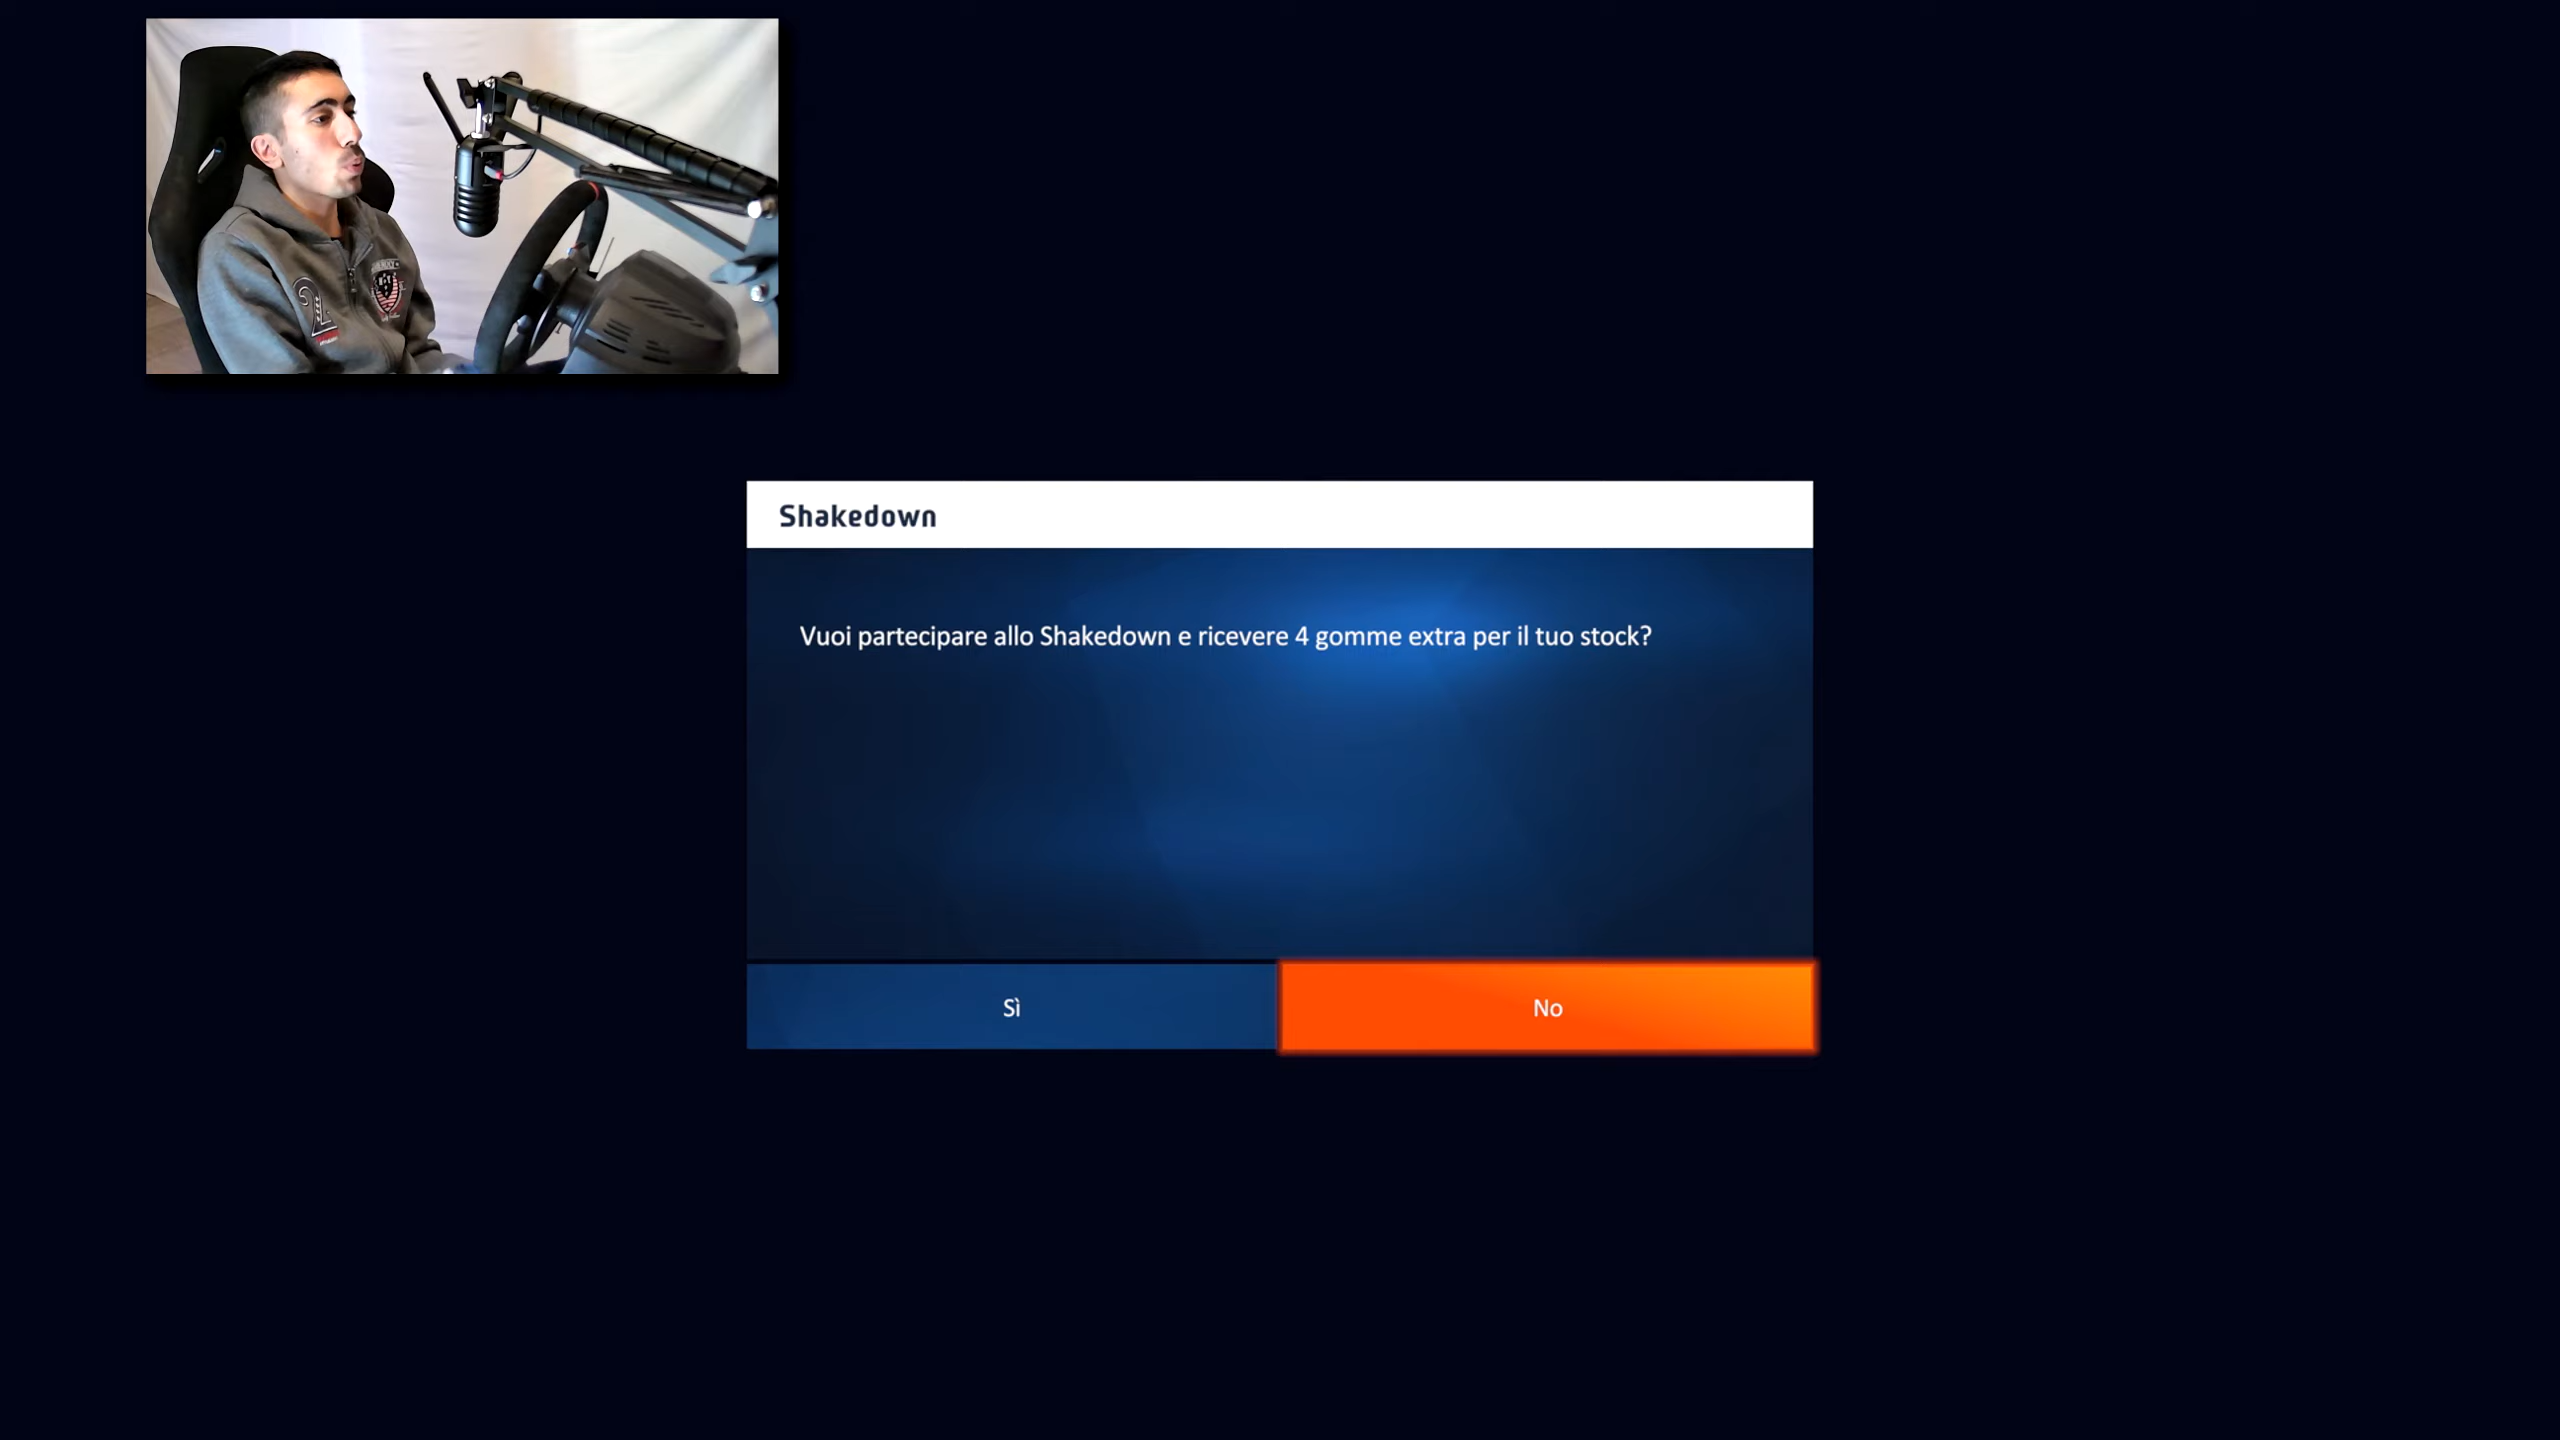 Shakedown
Vuoi partecipare allo Shakedown e ricevere 4 gomme extra per il tuo stock?
Sì
No